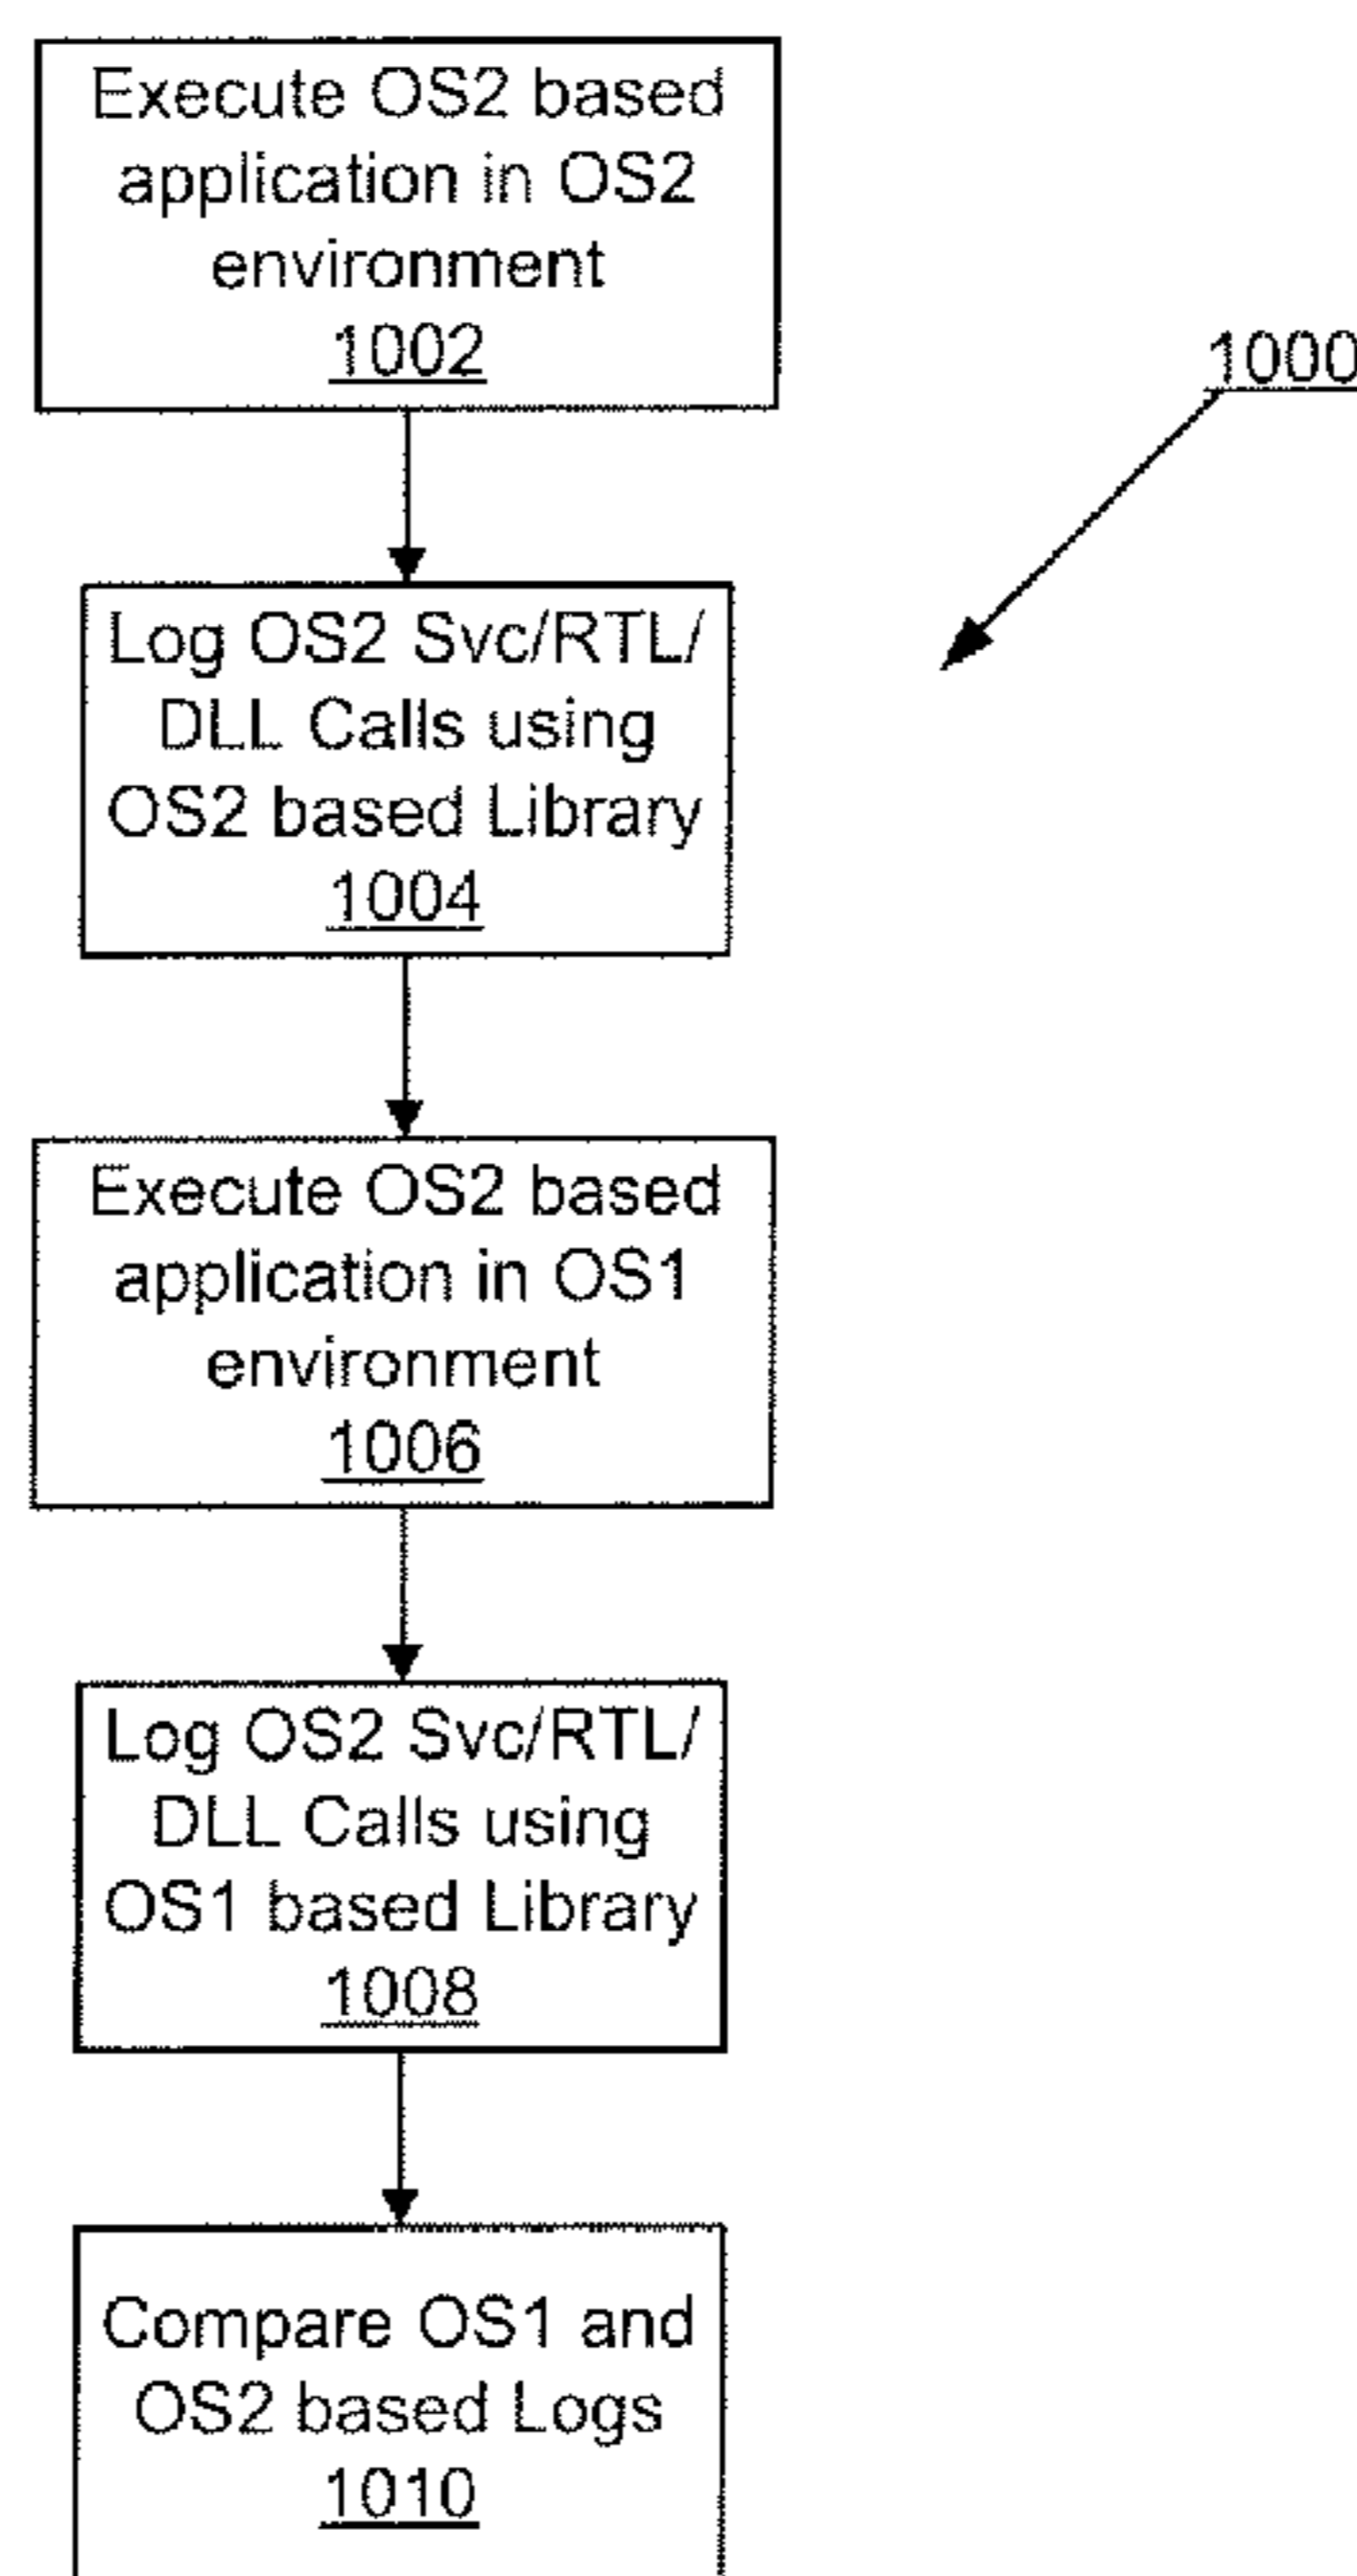 Execute OS2 based
application in OS2
environment
1002
1000
Log OS2 Svc/RTL/
DLL Calls using
OS2 based Library
1004
Execute OS2 based
application in OS1
environment
1006
Log OS2 Svc/RTL/
DLL Calls using
OS1 based Library
1008
Compare OS1 and
OS2 based Logs
1010